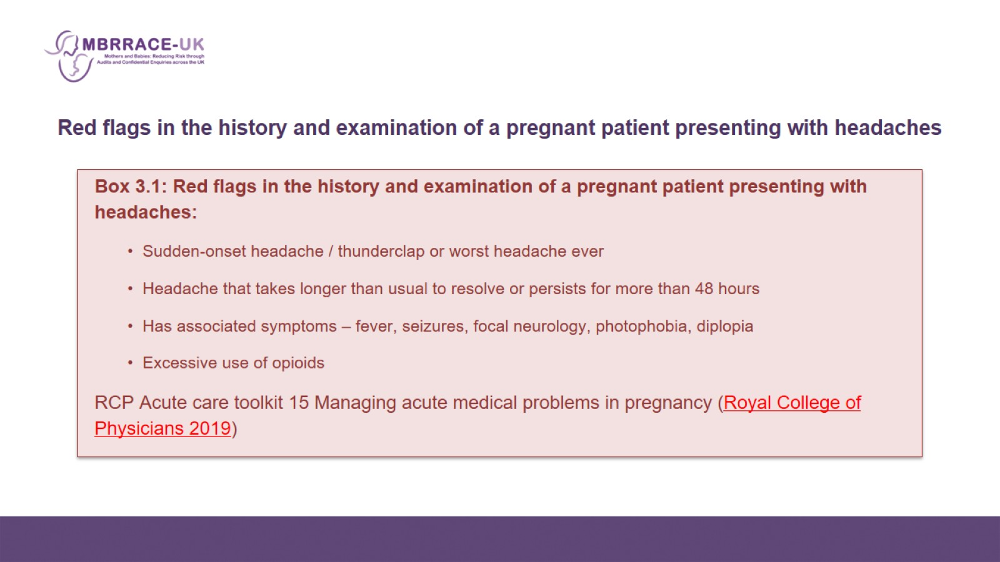 MBRRACE-UK
Mothers and Babies: Reducing Risk through
Audits and Confidential Enquiries across the UK
Red flags in the history and examination of a pregnant patient presenting with headaches
Box 3.1: Red flags in the history and examination of a pregnant patient presenting with
headaches:
• Sudden-onset headache / thunderclap or worst headache ever
• Headache that takes longer than usual to resolve or persists for more than 48 hours
• Has associated symptoms – fever, seizures, focal neurology, photophobia, diplopia
• Excessive use of opioids
RCP Acute care toolkit 15 Managing acute medical problems in pregnancy (Royal College of
Physicians 2019)